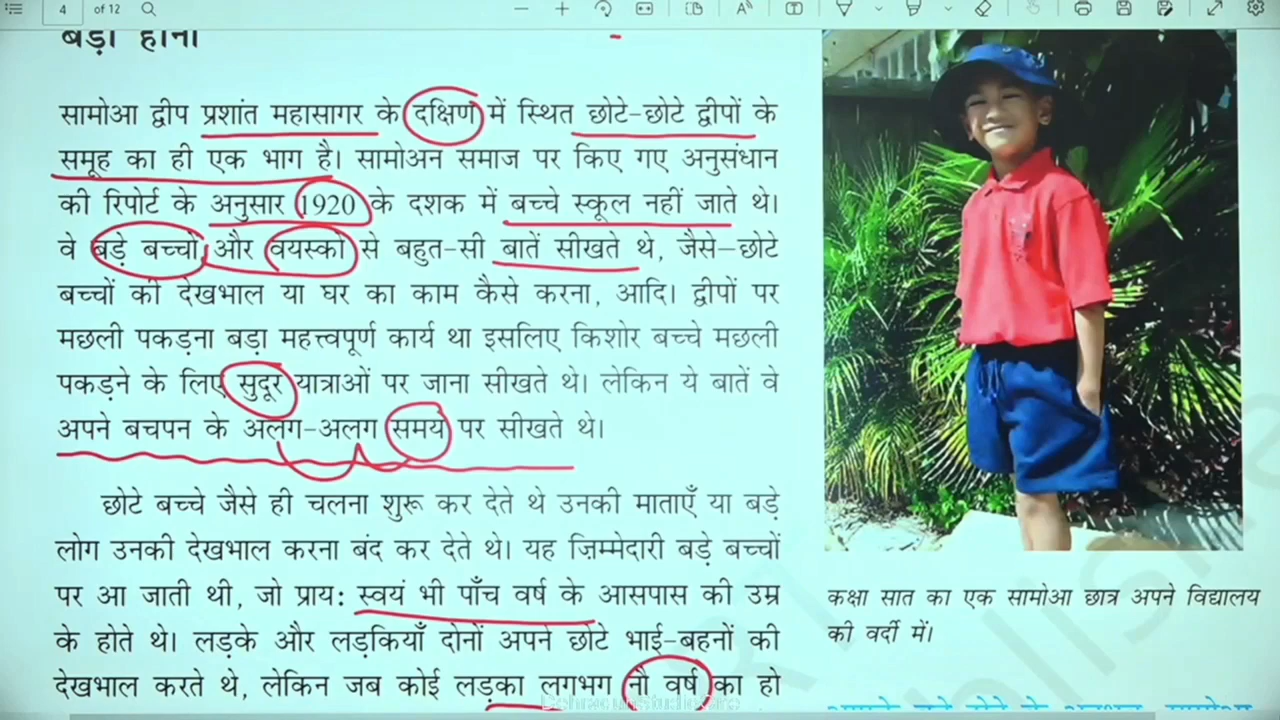 4 of 12
बड़ा होना
सामोआ द्वीप प्रशांत महासागर के दक्षिण में स्थित छोटे-छोटे द्वीपों के
समूह का ही एक भाग है। सामोअन समाज पर किए गए अनुसंधान
की रिपोर्ट के अनुसार 1920 के दशक में बच्चे स्कूल नहीं जाते थे।
वे बड़े बच्चों और वयस्कों से बहुत-सी बातें सीखते थे, जैसे–छोटे
बच्चों की देखभाल या घर का काम कैसे करना, आदि। द्वीपों पर
मछली पकड़ना बड़ा महत्त्वपूर्ण कार्य था इसलिए किशोर बच्चे मछली
पकड़ने के लिए सुदूर यात्राओं पर जाना सीखते थे। लेकिन ये बातें वे
अपने बचपन के अलग-अलग समय पर सीखते थे।
छोटे बच्चे जैसे ही चलना शुरू कर देते थे उनकी माताएँ या बड़े
लोग उनकी देखभाल करना बंद कर देते थे। यह ज़िम्मेदारी बड़े बच्चों
पर आ जाती थी, जो प्राय: स्वयं भी पाँच वर्ष के आसपास की उम्र
के होते थे। लड़के और लड़कियाँ दोनों अपने छोटे भाई-बहनों की
देखभाल करते थे, लेकिन जब कोई लड़का लगभग नौ वर्ष का हो
कक्षा सात का एक सामोआ छात्र अपने विद्यालय
की वर्दी में।